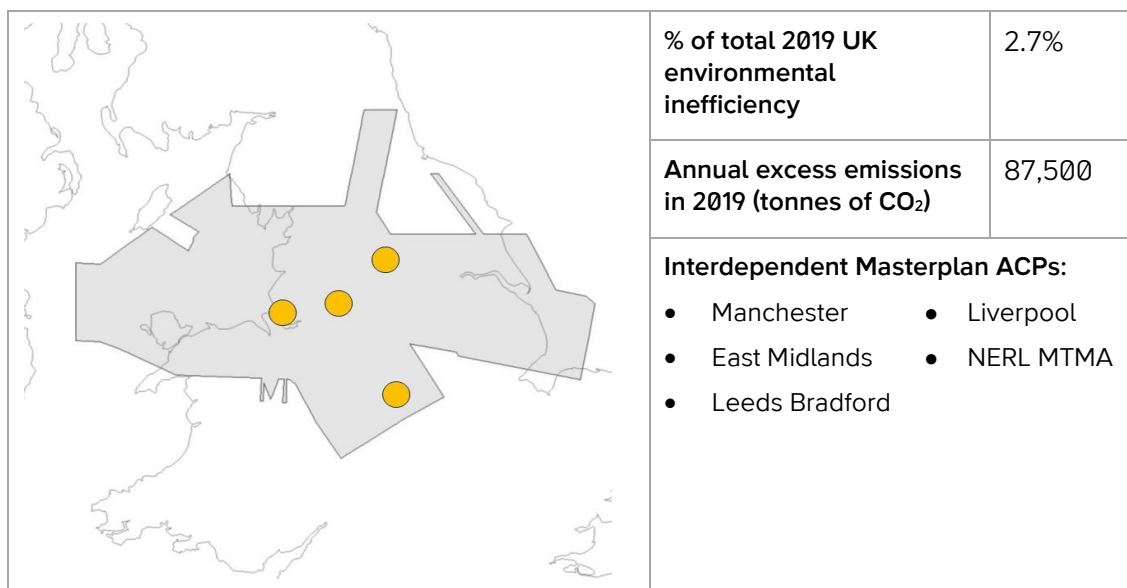 % of total 2019 UK
environmental
inefficiency
2.7%
Annual excess emissions
in 2019 (tonnes of CO₂)
87,500
Interdependent Masterplan ACPs:
• Manchester
• East Midlands
• Leeds Bradford
• Liverpool
• NERL MTMA